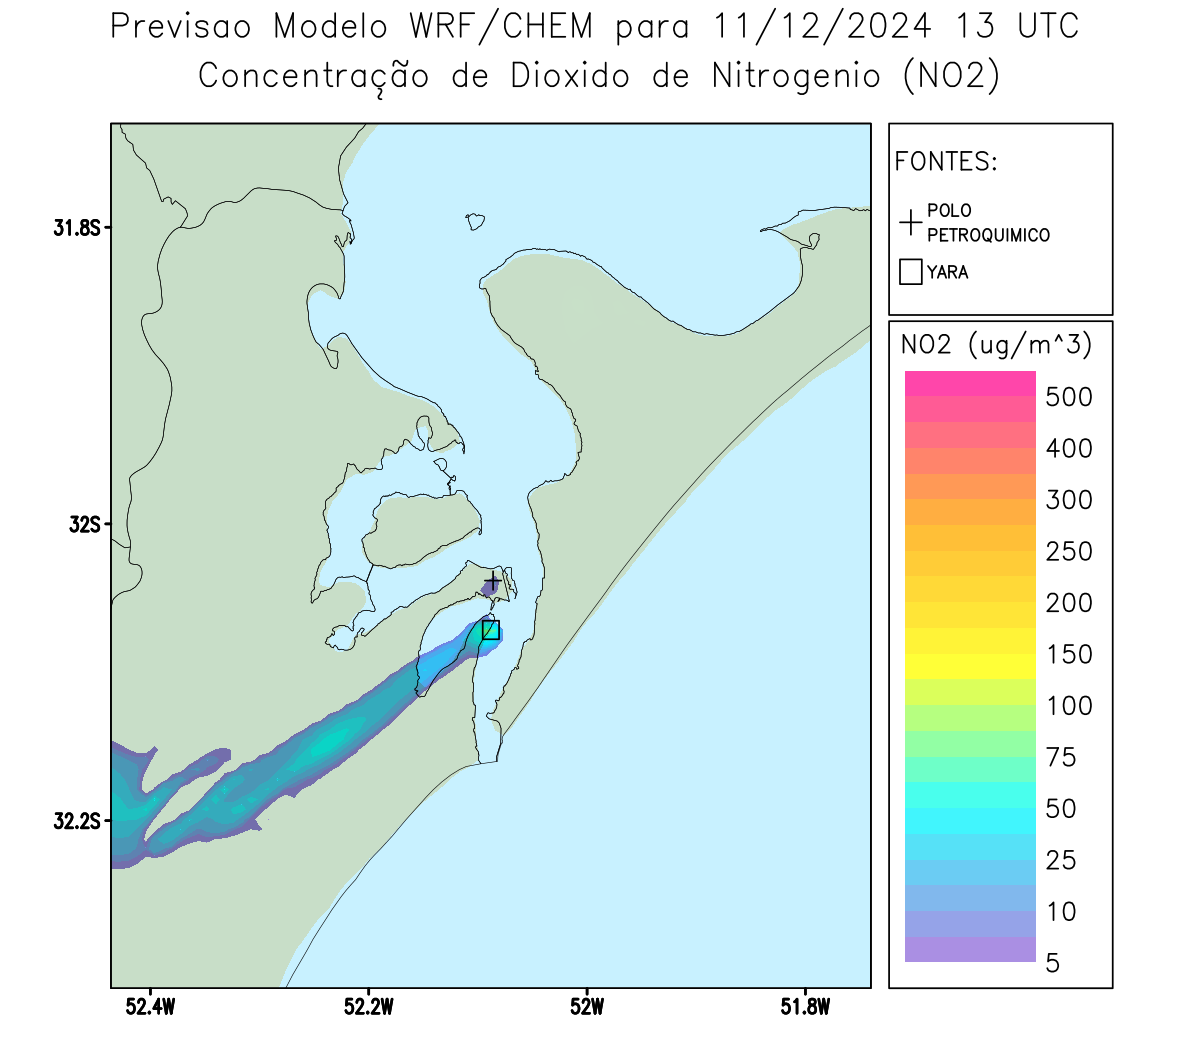 Previsao Modelo WRF/CHEM para 11/12/2024 13 UTC
Concentração de Dioxido de Nitrogenio (NO2)
FONTES:
POLO
PETROQUIMICO
YARA
NO2 (ug/m^3)
500
400
300
250
200
150
100
75
50
25
10
5
31.8S
32S
32.2S
52.4W
52.2W
52W
51.8W